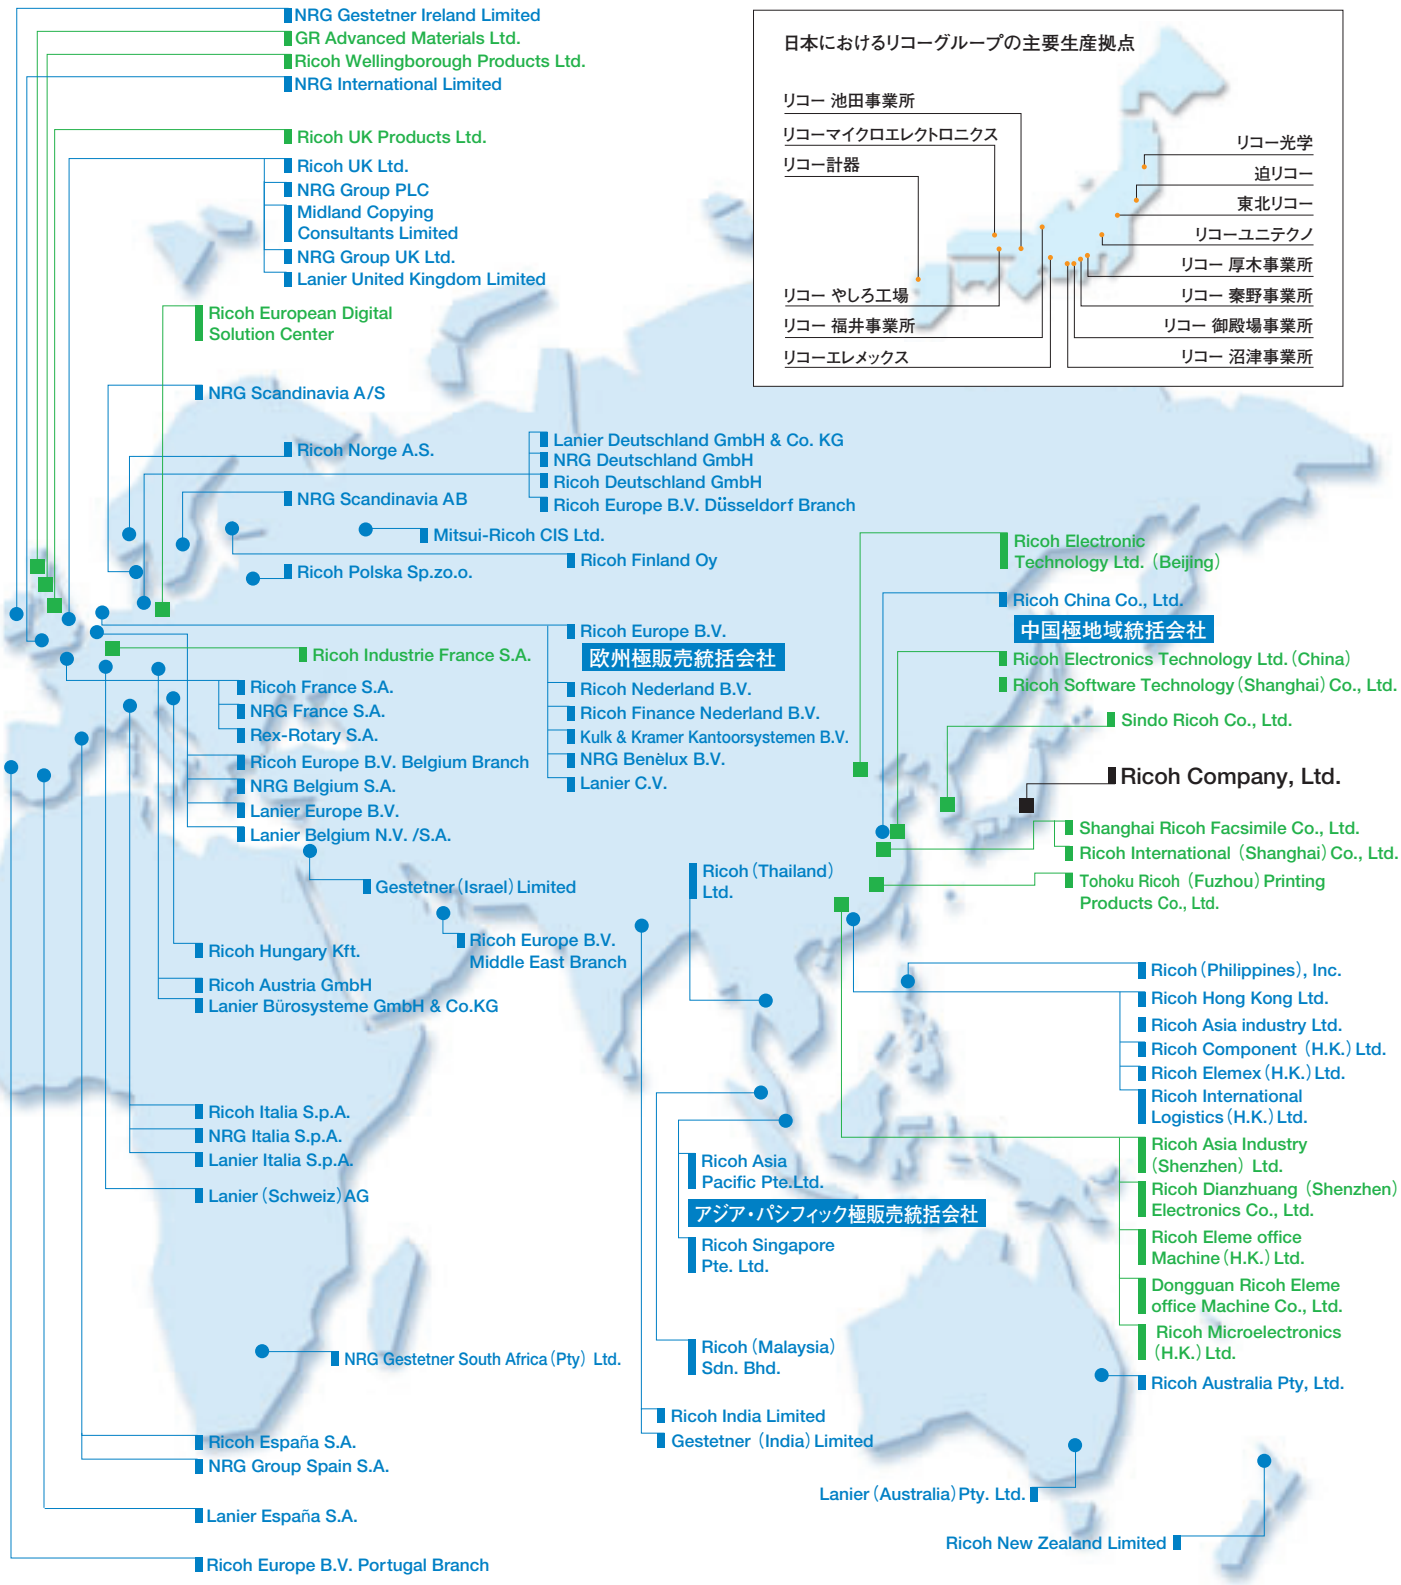 NRG Gestetner Ireland Limited
GR Advanced Materials Ltd.
Ricoh Wellingborough Products Ltd.
NRG International Limited
Ricoh UK Products Ltd.
Ricoh UK Ltd.
NRG Group PLC
Midland Copying
Consultants Limited
NRG Group UK Ltd.
Lanier United Kingdom Limited
Ricoh European Digital
Solution Center
日本におけるリコーグループの主要生産拠点
リコー 池田事業所
リコーマイクロエレクトロニクス
リコー計器
リコー やしろ工場
リコー 福井事業所
リコーエレメックス
リコー光学
迫リコー
東北リコー
リコーユニテクノ
リコー 厚木事業所
リコー 秦野事業所
リコー 御殿場事業所
リコー 沼津事業所
NRG Scandinavia A/S
Ricoh Norge A.S.
NRG Scandinavia AB
Lanier Deutschland GmbH & Co. KG
NRG Deutschland GmbH
Ricoh Deutschland GmbH
Ricoh Europe B.V. Düsseldorf Branch
Mitsui-Ricoh CIS Ltd.
Ricoh Finland Oy
Ricoh Polska Sp.zo.o.
Ricoh Europe B.V.
欧州極販売統括会社
Ricoh Industrie France S.A.
Ricoh Nederland B.V.
Ricoh Finance Nederland B.V.
Kulk & Kramer Kantoorsystemen B.V.
NRG Benèlux B.V.
Lanier C.V.
Ricoh France S.A.
NRG France S.A.
Rex-Rotary S.A.
Ricoh Europe B.V. Belgium Branch
NRG Belgium S.A.
Lanier Europe B.V.
Lanier Belgium N.V. /S.A.
Ricoh Electronic
Technology Ltd. (Beijing)
Ricoh China Co., Ltd.
中国極地域統括会社
Ricoh Electronics Technology Ltd. (China)
Ricoh Software Technology (Shanghai) Co., Ltd.
Sindo Ricoh Co., Ltd.
Ricoh Company, Ltd.
Shanghai Ricoh Facsimile Co., Ltd.
Ricoh International (Shanghai) Co., Ltd.
Tohoku Ricoh (Fuzhou) Printing
Products Co., Ltd.
Gestetner (Israel) Limited
Ricoh Europe B.V.
Middle East Branch
Ricoh (Thailand)
Ltd.
Ricoh Hungary Kft.
Ricoh Austria GmbH
Lanier Bürosysteme GmbH & Co.KG
Ricoh (Philippines), Inc.
Ricoh Hong Kong Ltd.
Ricoh Asia industry Ltd.
Ricoh Component (H.K.) Ltd.
Ricoh Elemex (H.K.) Ltd.
Ricoh International
Logistics (H.K.) Ltd.
Ricoh Italia S.p.A.
NRG Italia S.p.A.
Lanier Italia S.p.A.
Lanier (Schweiz) AG
Ricoh Asia
Pacific Pte.Ltd.
アジア・パシフィック極販売統括会社
Ricoh Singapore
Pte. Ltd.
Ricoh Asia Industry
(Shenzhen) Ltd.
Ricoh Dianzhuang (Shenzhen)
Electronics Co., Ltd.
Ricoh Eleme office
Machine (H.K.) Ltd.
Dongguan Ricoh Eleme
office Machine Co., Ltd.
Ricoh Microelectronics
(H.K.) Ltd.
Ricoh (Malaysia)
Sdn. Bhd.
NRG Gestetner South Africa (Pty) Ltd.
Ricoh Australia Pty, Ltd.
Ricoh India Limited
Gestetner (India) Limited
Ricoh España S.A.
NRG Group Spain S.A.
Lanier (Australia) Pty. Ltd.
Lanier España S.A.
Ricoh New Zealand Limited
Ricoh Europe B.V. Portugal Branch